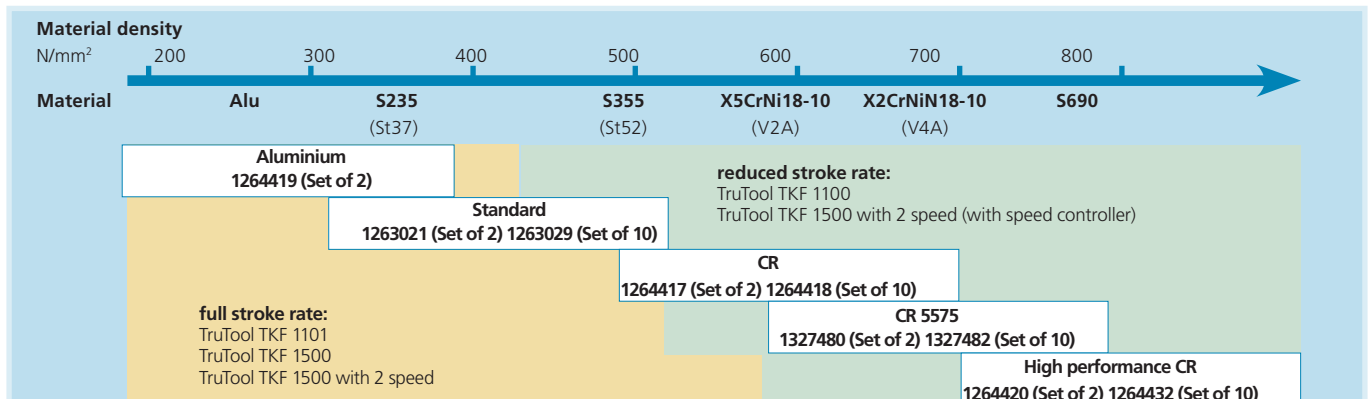 Material density
N/mm² 200 300 400 500 600 700 800
Material Alu S235 S355 X5CrNi18-10 X2CrNiN18-10 S690
(St37) (St52) (V2A) (V4A)
Aluminium
1264419 (Set of 2)
reduced stroke rate:
TruTool TKF 1100
TruTool TKF 1500 with 2 speed (with speed controller)
Standard
1263021 (Set of 2) 1263029 (Set of 10)
CR
1264417 (Set of 2) 1264418 (Set of 10)
full stroke rate:
TruTool TKF 1101
TruTool TKF 1500
TruTool TKF 1500 with 2 speed
CR 5575
1327480 (Set of 2) 1327482 (Set of 10)
High performance CR
1264420 (Set of 2) 1264432 (Set of 10)